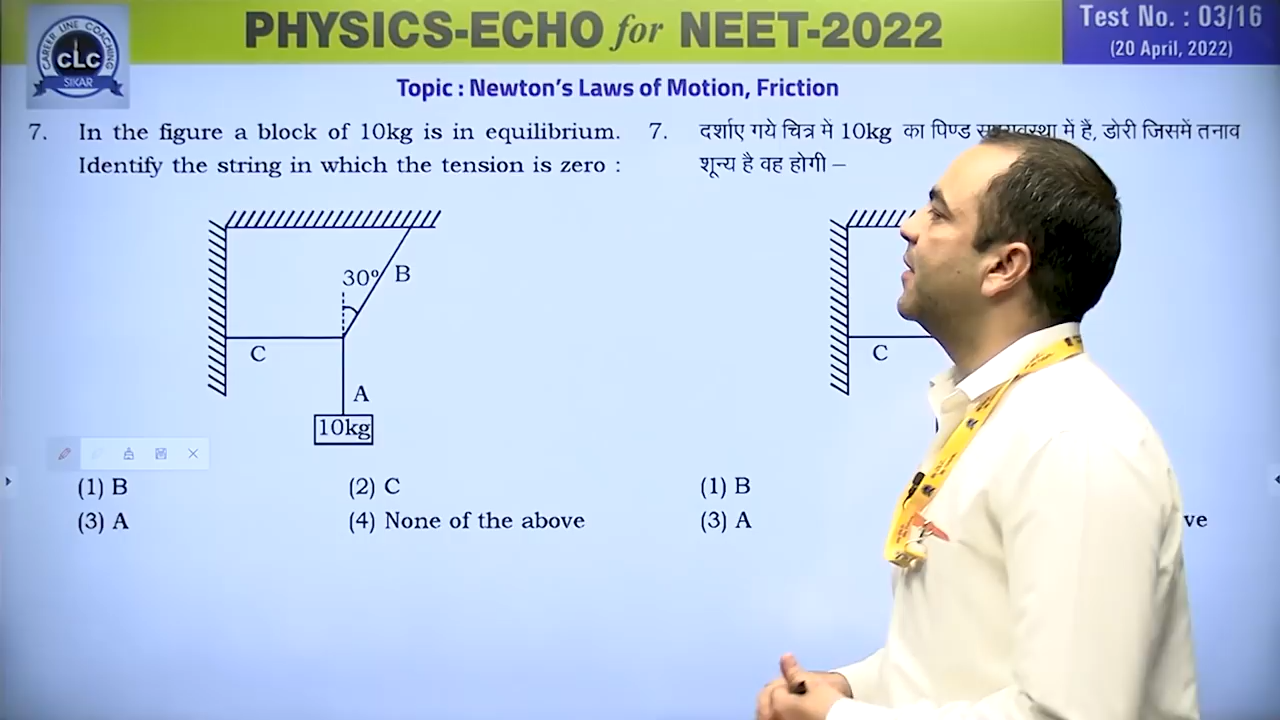 CAREER LINE COACHING
CLC
SIKAR
PHYSICS-ECHO for NEET-2022
Test No. : 03/16
(20 April, 2022)
Topic : Newton's Laws of Motion, Friction
7. In the figure a block of 10kg is in equilibrium.
Identify the string in which the tension is zero :
30°
B
C
A
10kg
(1) B
(2) C
(3) A
(4) None of the above
7. दर्शाए गये चित्र में 10kg का पिण्ड में हैं, डोरी जिसमें तनाव
शून्य है वह होगी –
C
(1) B
(3) A
ve